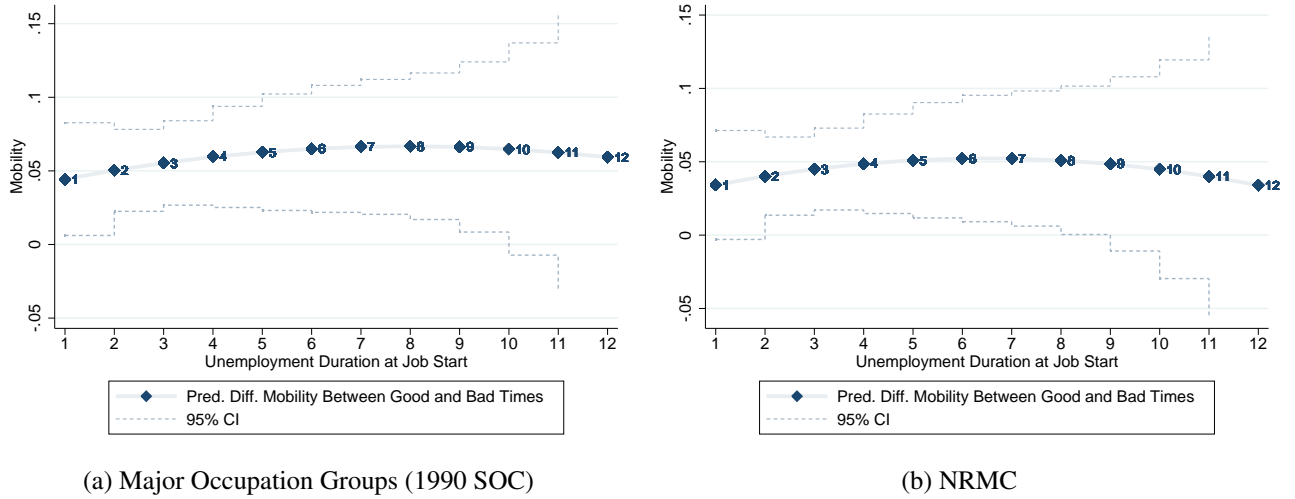 .15
.1
.05
0
-.05
Mobility
1 2 3 4 5 6 7 8 9 10 11 12
1 2 3 4 5 6 7 8 9 10 11 12
Unemployment Duration at Job Start
Pred. Diff. Mobility Between Good and Bad Times
95% CI
(a) Major Occupation Groups (1990 SOC)
.15
.1
.05
0
-.05
Mobility
1 2 3 4 5 6 7 8 9 10 11 12
1 2 3 4 5 6 7 8 9 10 11 12
Unemployment Duration at Job Start
Pred. Diff. Mobility Between Good and Bad Times
95% CI
(b) NRMC